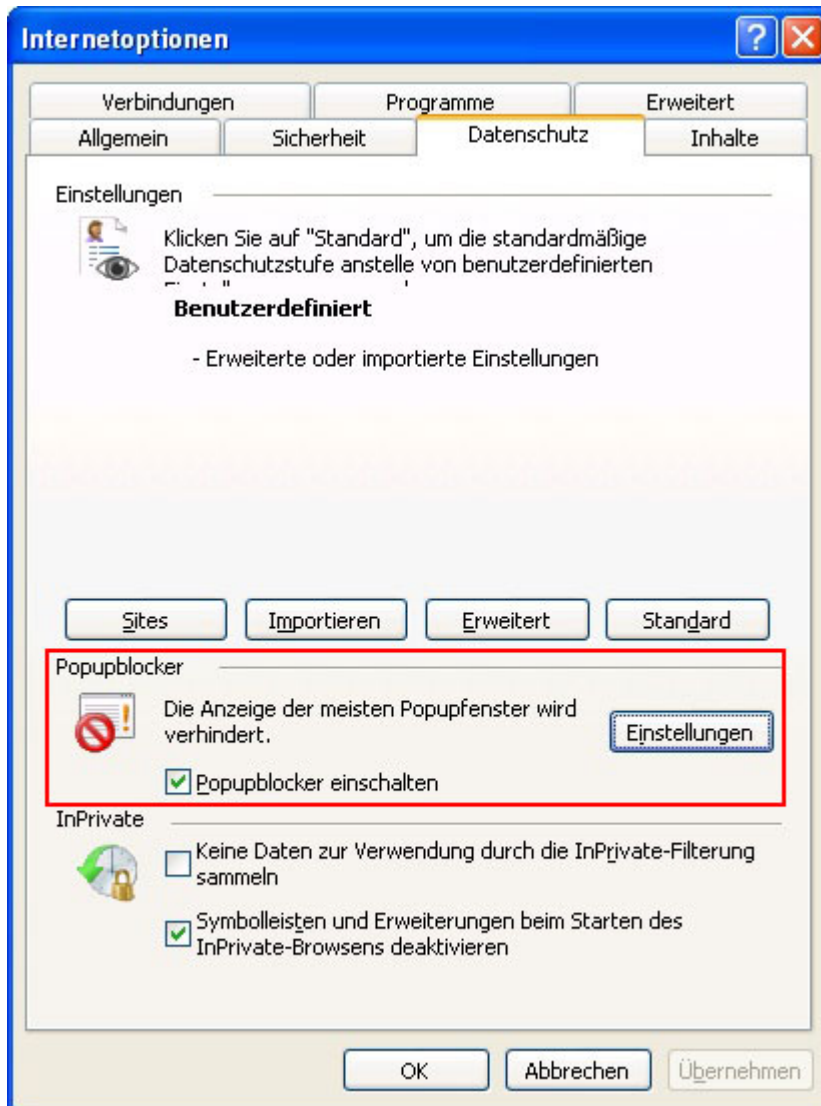 Internetoptionen
Verbindungen
Programme
Erweitert
Allgemein
Sicherheit
Datenschutz
Inhalte
Einstellungen
Klicken Sie auf "Standard", um die standardmäßige
Datenschutzstufe anstelle von benutzerdefinierten
Benutzerdefiniert
- Erweiterte oder importierte Einstellungen
Sites
Importieren
Erweitert
Standard
Popupblocker
Die Anzeige der meisten Popupfenster wird
verhindert.
Einstellungen
Popupblocker einschalten
InPrivate
Keine Daten zur Verwendung durch die InPrivate-Filterung
sammeln
Symbolleisten und Erweiterungen beim Starten des
InPrivate-Browsens deaktivieren
OK
Abbrechen
Übernehmen